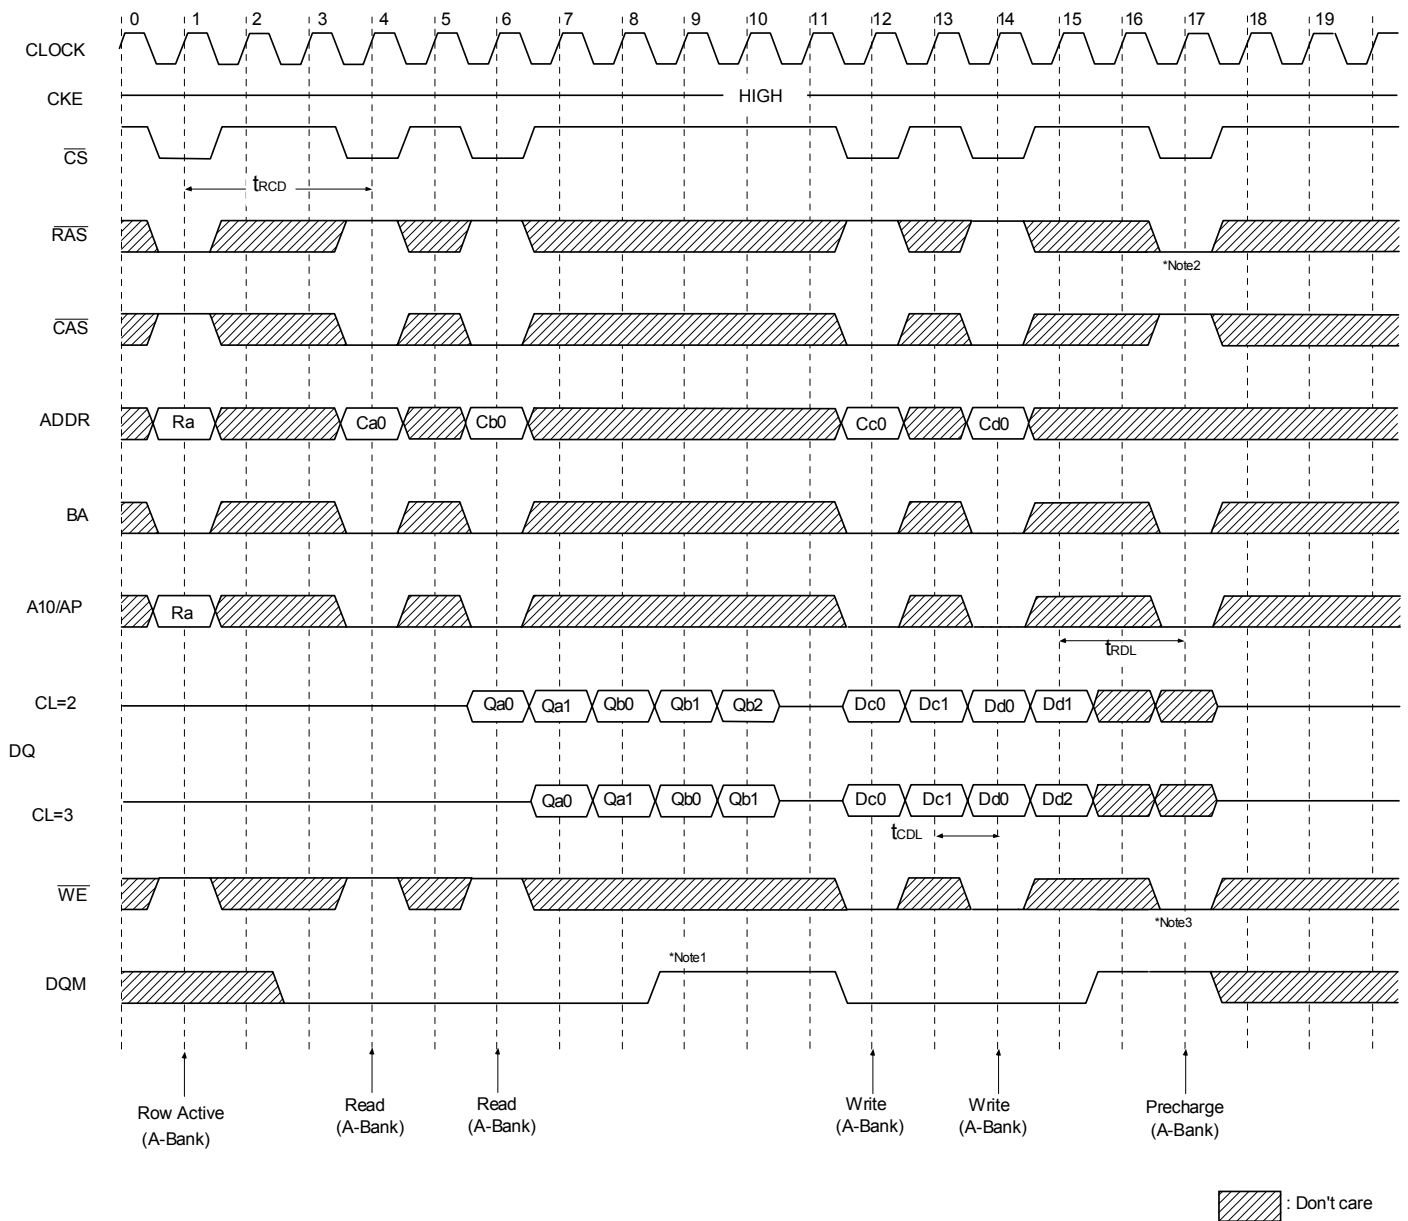 0 1 2 3 4 5 6 7 8 9 10 11 12 13 14 15 16 17 18 19
CLOCK
CKE HIGH
CS
tRCD
RAS
*Note2
CAS
ADDR Ra Ca0 Cb0 Cc0 Cd0
BA
A10/AP Ra
tRDL
CL=2 Qa0 Qa1 Qb0 Qb1 Qb2 Dc0 Dc1 Dd0 Dd1
DQ
CL=3 Qa0 Qa1 Qb0 Qb1 Dc0 Dc1 Dd0 Dd2
tCDL
WE
*Note3
*Note1
DQM
Row Active
(A-Bank)
Read
(A-Bank)
Read
(A-Bank)
Write
(A-Bank)
Write
(A-Bank)
Precharge
(A-Bank)
: Don't care